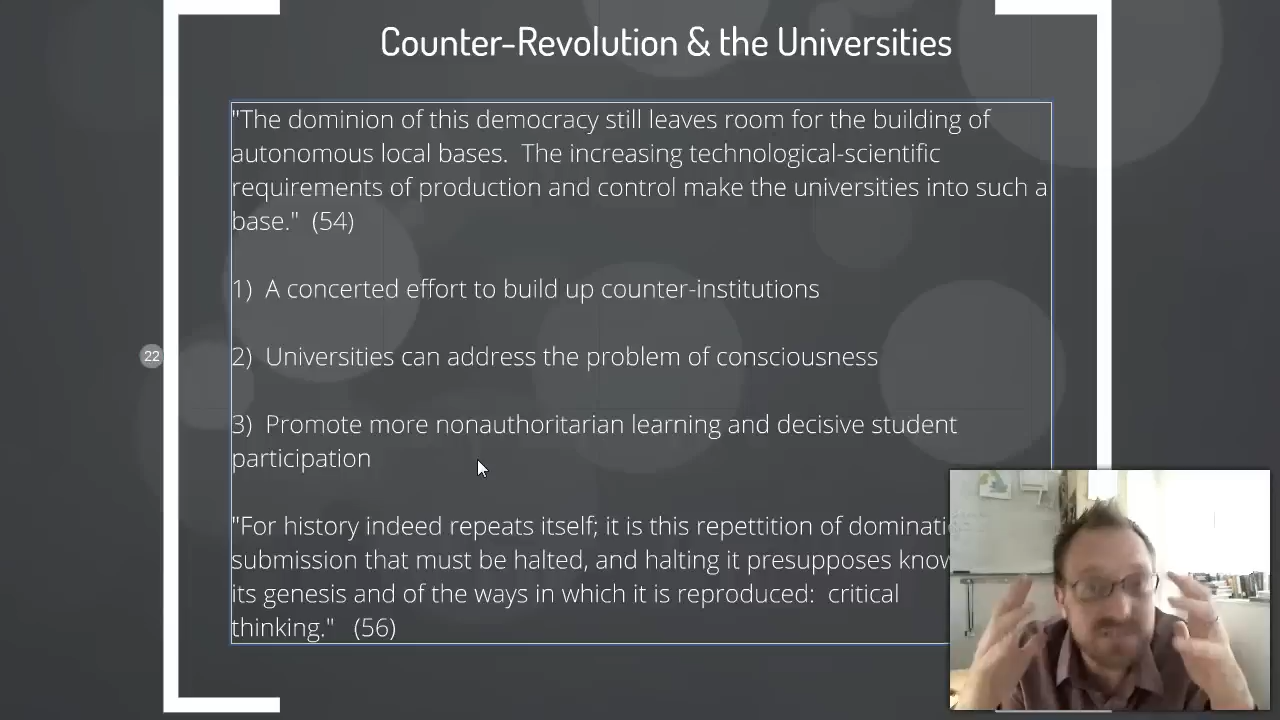 Counter-Revolution & the Universities
"The dominion of this democracy still leaves room for the building of
autonomous local bases.  The increasing technological-scientific
requirements of production and control make the universities into such a
base."  (54)
1)  A concerted effort to build up counter-institutions
22
2)  Universities can address the problem of consciousness
3)  Promote more nonauthoritarian learning and decisive student
participation
"For history indeed repeats itself; it is this repettition of
submission that must be halted, and halting it presupposes
its genesis and of the ways in which it is reproduced:  critical
thinking."   (56)